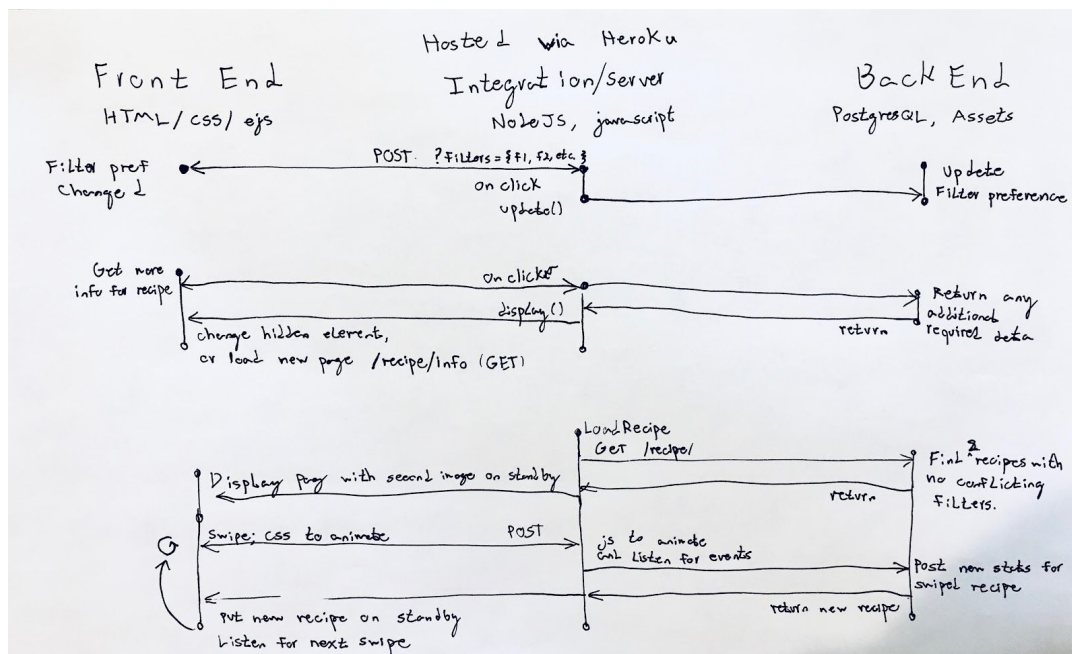 Hosted via Heroku
Front End
Integration/Server
Back End
HTML/CSS/ejs
NodeJS, javascript
PostgresQL, Assets
Filter pref
Changed
POST. ?filters={f1, f2, etc. }
on click
update()
Update
Filter preference
Get more
info for recipe
on click
display()
Return any
additional
required data
return
change hidden element,
or load new page /recipe/info (GET)
LoadRecipe
GET /recipe/
Find 2 recipes with
no conflicting
filters.
return
Display page with second image on standby
Swipe; css to animate
POST
js to animate
and listen for events
Post new stats for
swiped recipe
return new recipe
Put new recipe on standby
Listen for next swipe